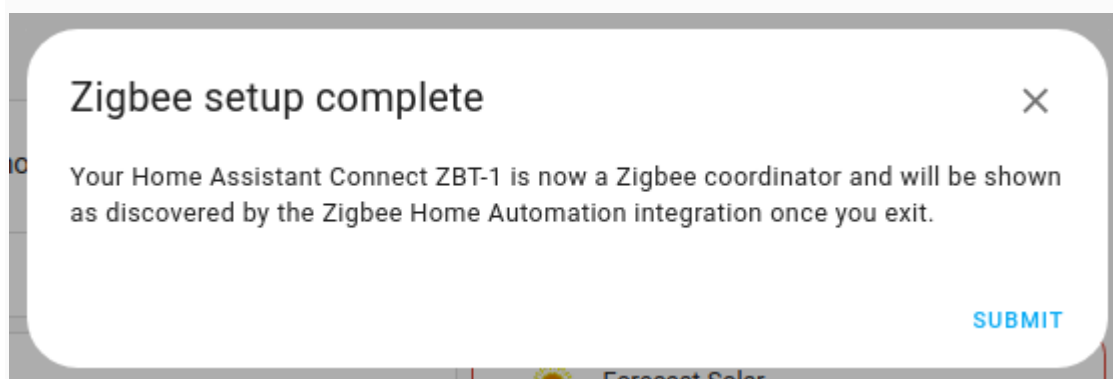 Zigbee setup complete
Your Home Assistant Connect ZBT-1 is now a Zigbee coordinator and will be shown
as discovered by the Zigbee Home Automation integration once you exit.
SUBMIT